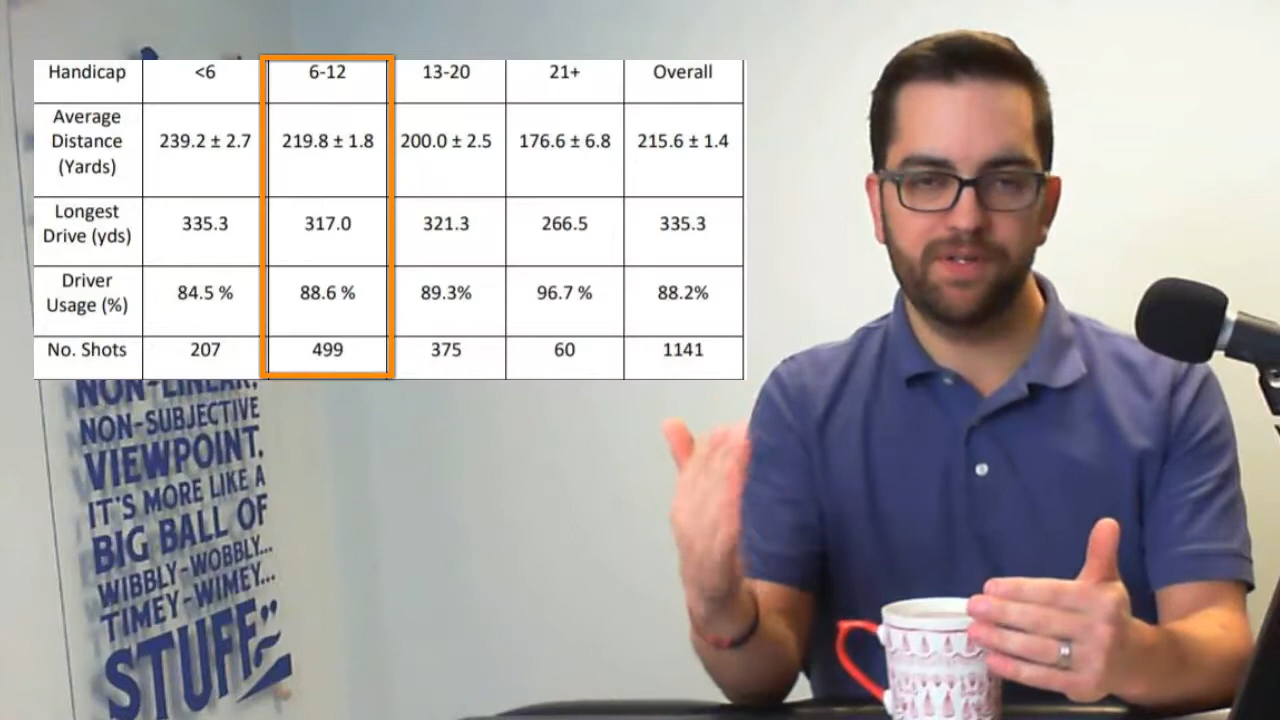 Handicap <6 6-12 13-20 21+ Overall
Average
Distance
(Yards) 239.2 ± 2.7 219.8 ± 1.8 200.0 ± 2.5 176.6 ± 6.8 215.6 ± 1.4
Longest
Drive (yds) 335.3 317.0 321.3 266.5 335.3
Driver
Usage (%) 84.5 % 88.6 % 89.3% 96.7 % 88.2%
No. Shots 207 499 375 60 1141
NON-LINEAR,
NON-SUBJECTIVE
VIEWPOINT,
IT'S MORE LIKE A
BIG BALL OF
WIBBLY-WOBBLY...
TIMEY-WIMEY...
STUFF